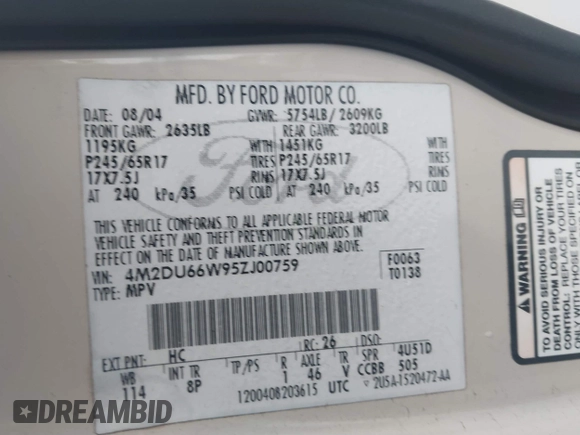 MFD. BY FORD MOTOR CO.
DATE: 08/04 GVWR: 5754LB/ 2609KG
FRONT GAWR: 2635LB REAR GAWR: 3200LB
1195KG WITH 1451KG WITH
P245/65R17 TIRES P245/65R17 TIRES
17X7.5J RIMS 17X7.5J RIMS
AT 240 kPa/35 PSI COLD AT 240 kPa/35 PSI COLD
THIS VEHICLE CONFORMS TO ALL APPLICABLE FEDERAL MOTOR
VEHICLE SAFETY AND THEFT PREVENTION STANDARDS IN
EFFECT ON THE DATE OF MANUFACTURE SHOWN ABOVE.
VIN: 4M2DU66W95ZJ00759 F0063
TYPE: MPV T0138
EXT PNT: HC RC: 26 DSO:
WB INT TR TP/PS R AXLE TR SPR 4U51D
114 8P 1 46 V CCBB 505
1200408203615 UTC 2U5A-1520472-AA
Ford
WARNING
TO AVOID SERIOUS INJURY OR
DEATH FROM LOSS OF
REPLACE TIRES
DREAMBID